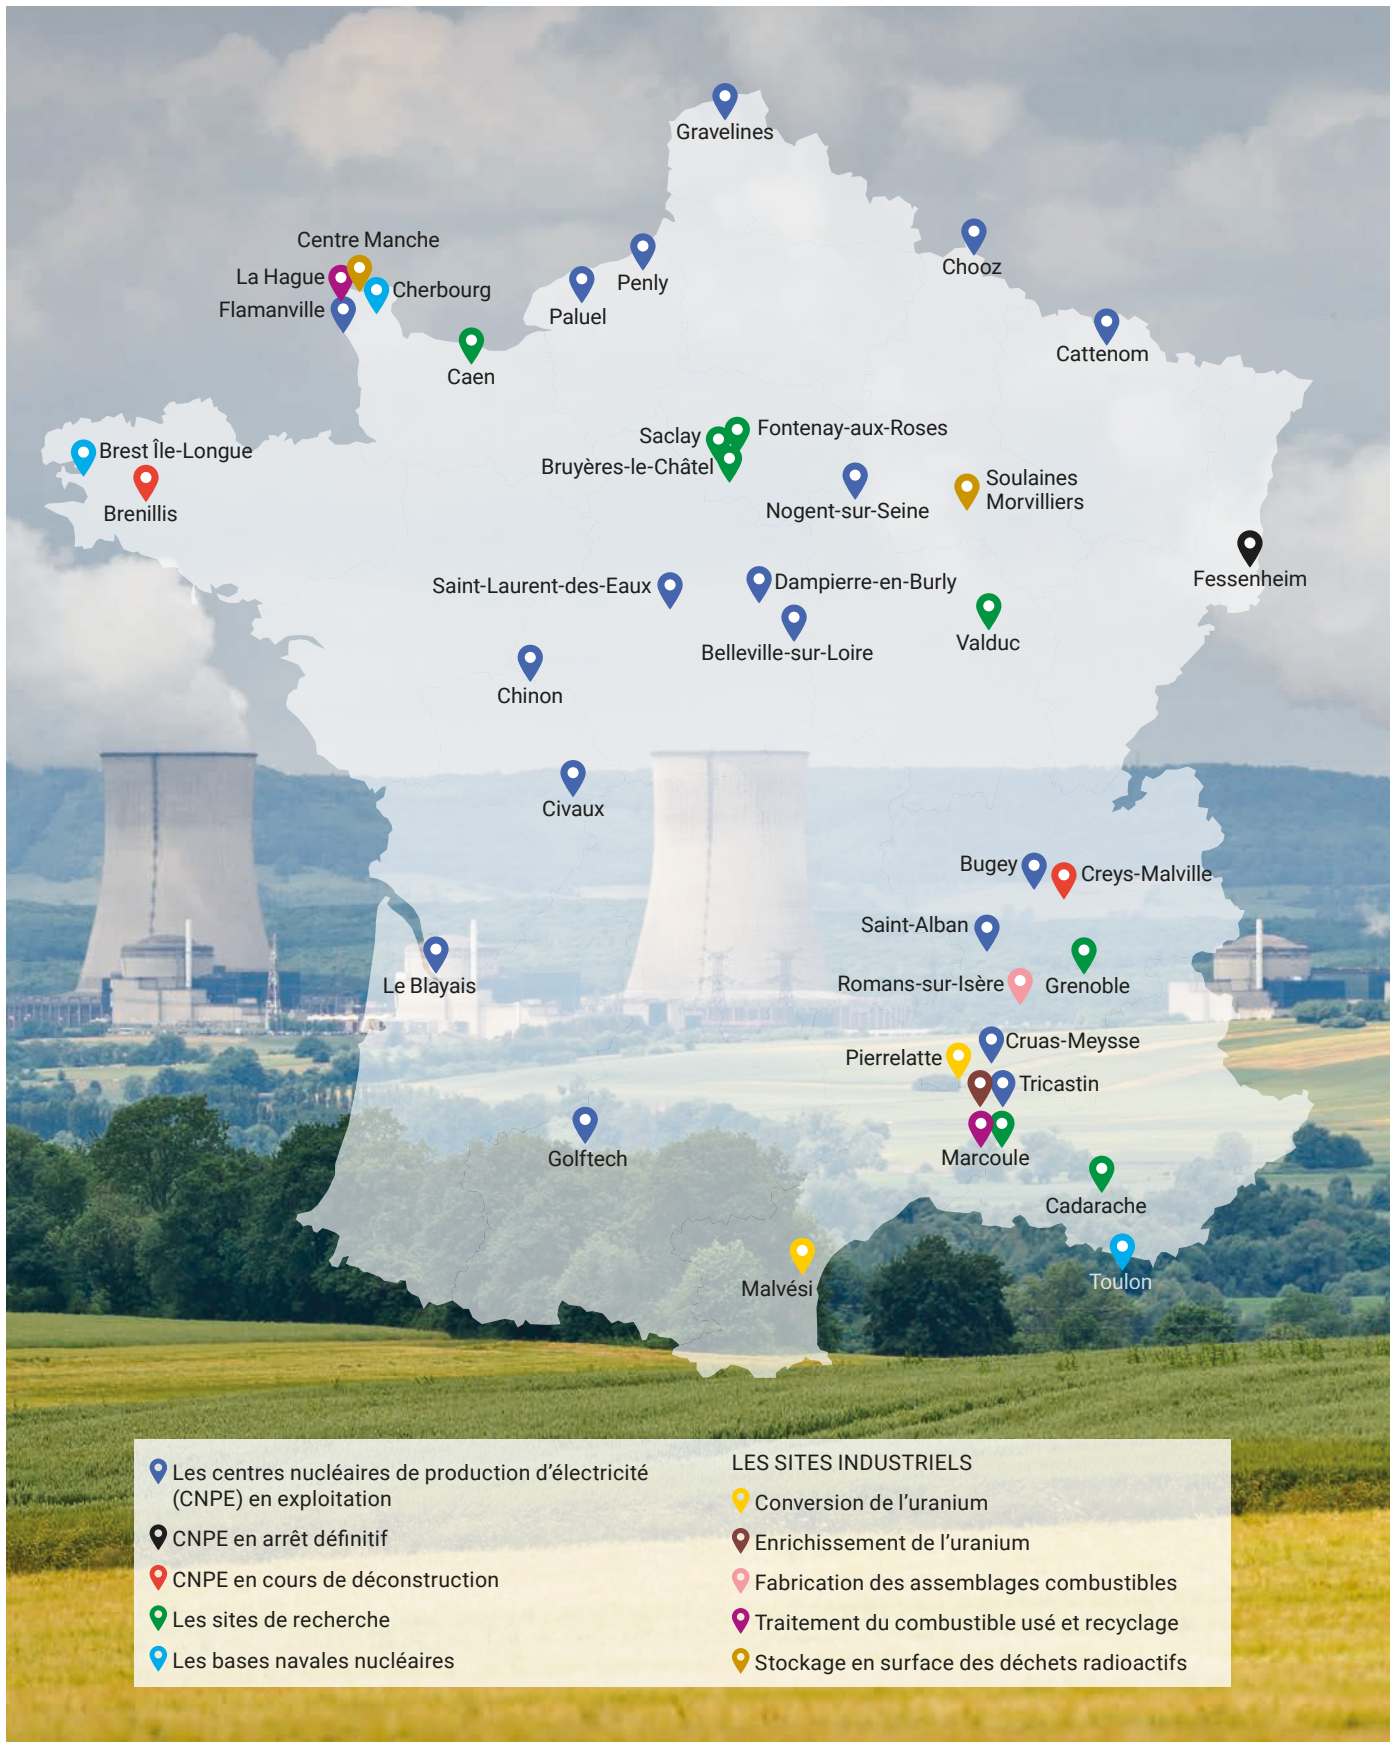 Gravelines
Chooz
Centre Manche
La Hague
Cherbourg
Flamanville
Penly
Paluel
Cattenom
Caen
Saclay
Fontenay-aux-Roses
Bruyères-le-Châtel
Brest Île-Longue
Brenillis
Nogent-sur-Seine
Soulaines
Morvilliers
Fessenheim
Saint-Laurent-des-Eaux
Dampierre-en-Burly
Belleville-sur-Loire
Valduc
Chinon
Civaux
Bugey
Creys-Malville
Saint-Alban
Le Blayais
Romans-sur-Isère
Grenoble
Cruas-Meysse
Pierrelatte
Tricastin
Golftech
Marcoule
Cadarache
Malvési
Toulon
Les centres nucléaires de production d'électricité
(CNPE) en exploitation
CNPE en arrêt définitif
CNPE en cours de déconstruction
Les sites de recherche
Les bases navales nucléaires
LES SITES INDUSTRIELS
Conversion de l'uranium
Enrichissement de l'uranium
Fabrication des assemblages combustibles
Traitement du combustible usé et recyclage
Stockage en surface des déchets radioactifs